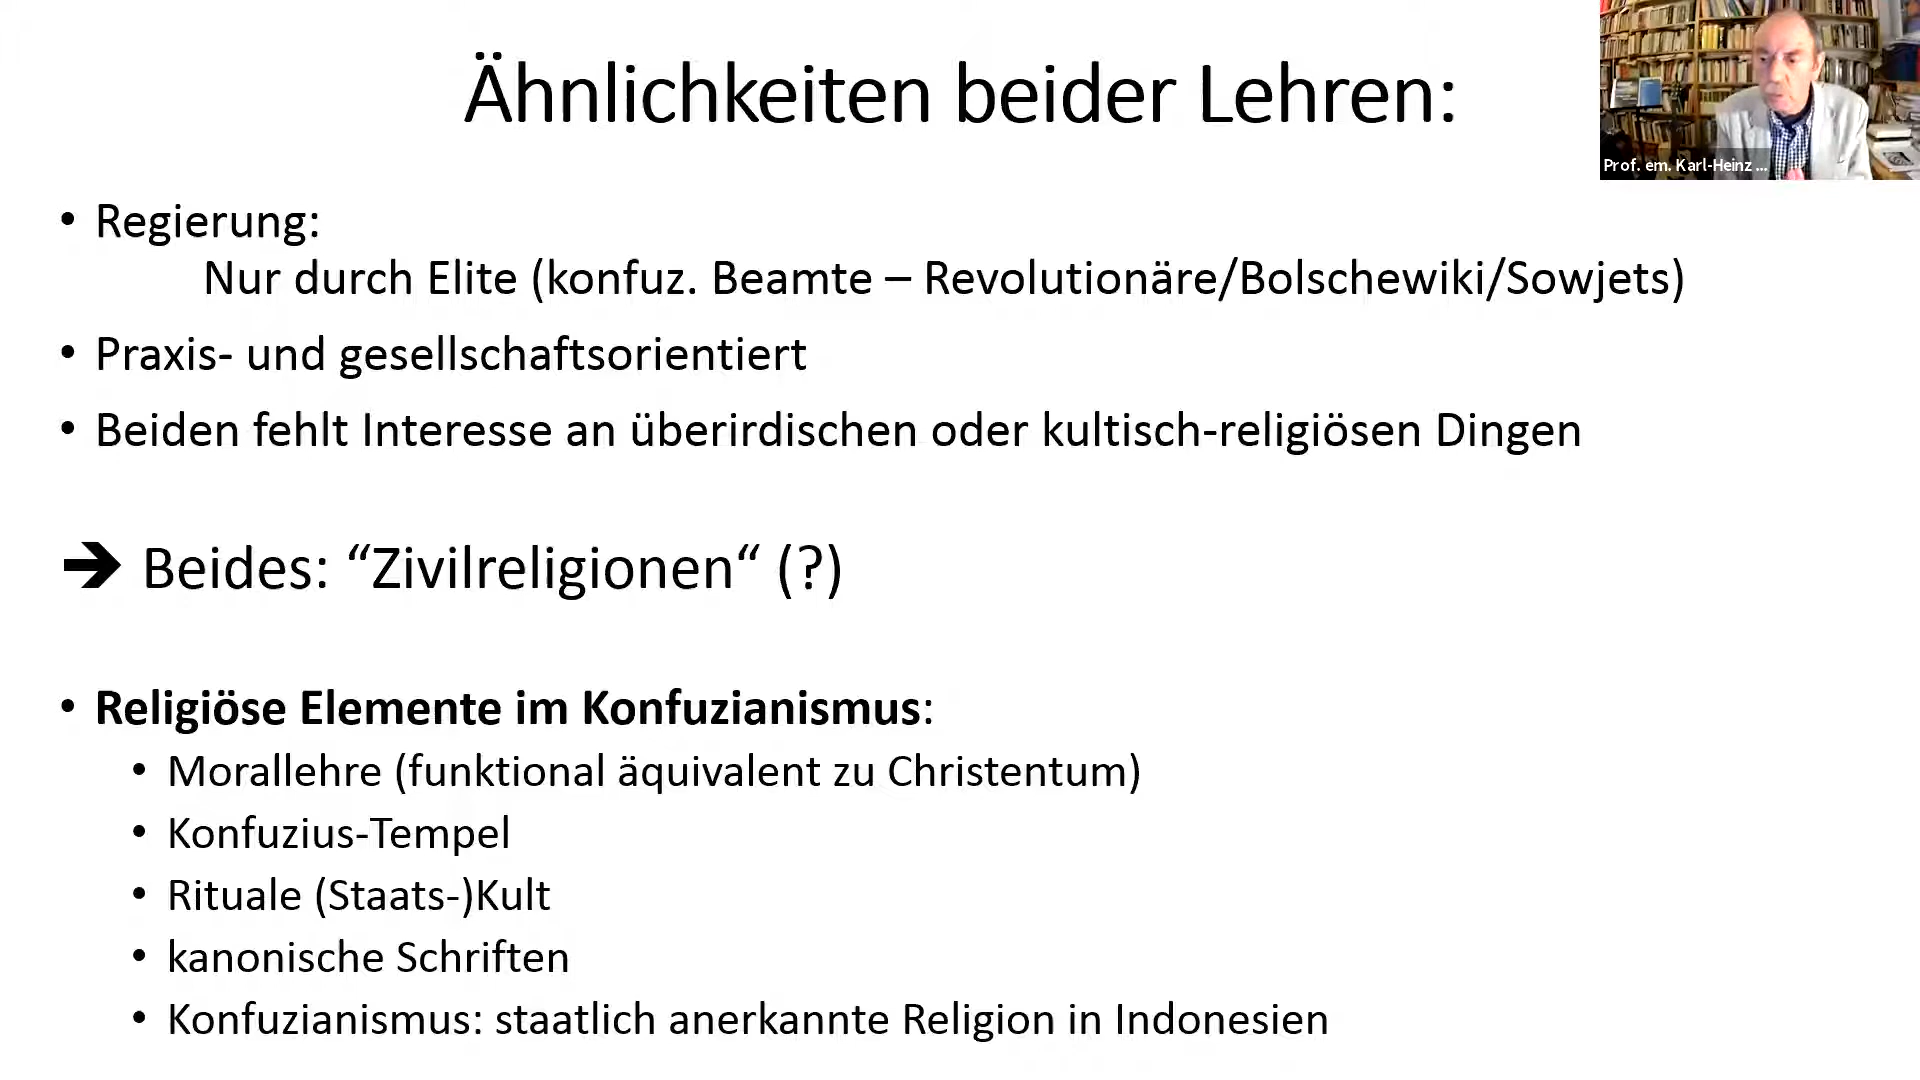 Ähnlichkeiten beider Lehren:
Prof. em. Karl-Heinz ...
• Regierung:
Nur durch Elite (konfuz. Beamte – Revolutionäre/Bolschewiki/Sowjets)
• Praxis- und gesellschaftsorientiert
• Beiden fehlt Interesse an überirdischen oder kultisch-religiösen Dingen
➔ Beides: “Zivilreligionen“ (?)
• Religiöse Elemente im Konfuzianismus:
• Morallehre (funktional äquivalent zu Christentum)
• Konfuzius-Tempel
• Rituale (Staats-)Kult
• kanonische Schriften
• Konfuzianismus: staatlich anerkannte Religion in Indonesien